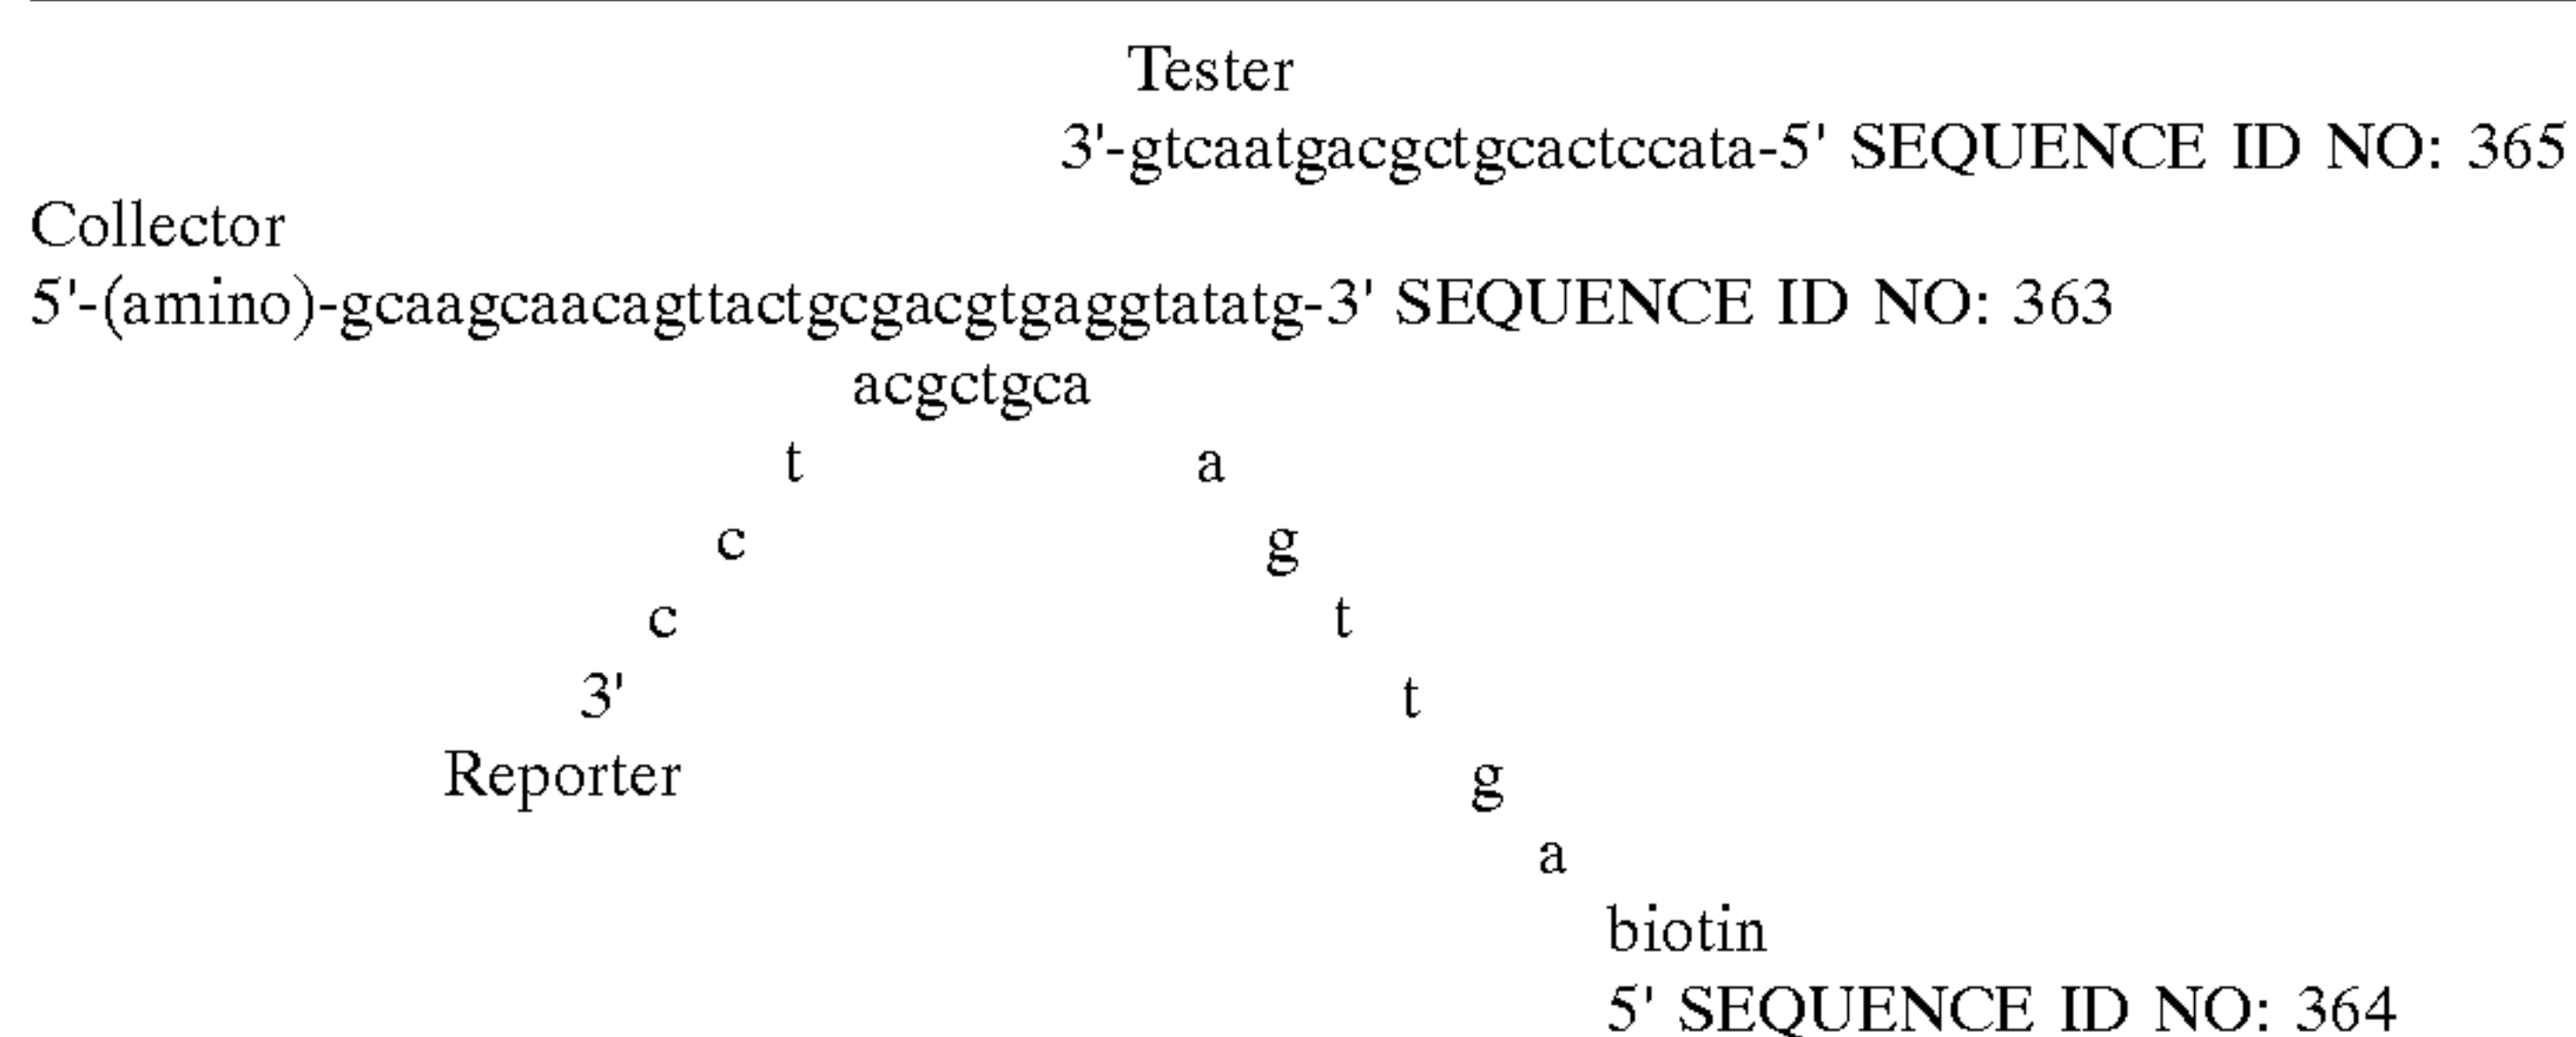 Tester
3'-gtcaatgacgctgcactccata-5' SEQUENCE ID NO: 365
Collector
5'-(amino)-gcaagcaacagttactgcgacgtgaggtatatg-3' SEQUENCE ID NO: 363
acgctgca
t a
c g
c t
3' t
Reporter g
a
biotin
5' SEQUENCE ID NO: 364